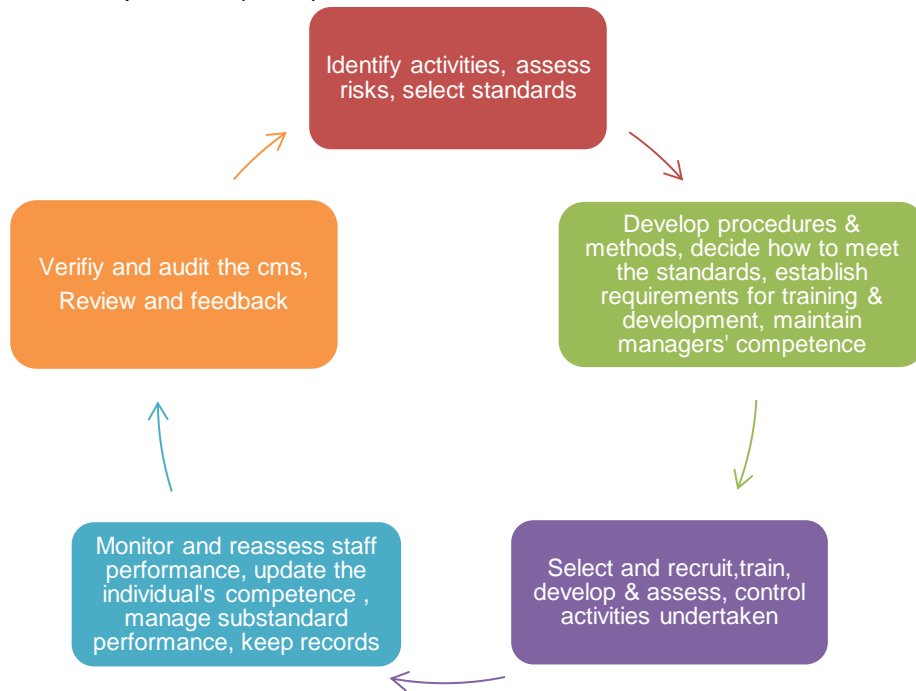 Identify activities, assess
risks, select standards
Develop procedures &
methods, decide how to meet
the standards, establish
requirements for training &
development, maintain
managers' competence
Select and recruit,train,
develop & assess, control
activities undertaken
Monitor and reassess staff
performance, update the
individual's competence ,
manage substandard
performance, keep records
Verifiy and audit the cms,
Review and feedback